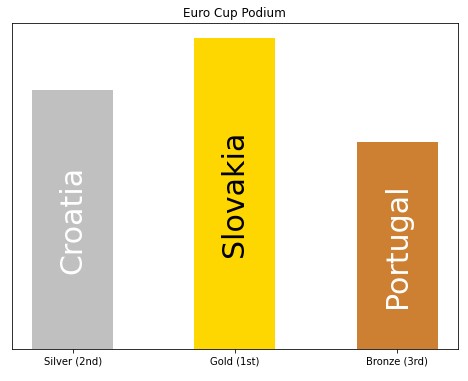 Euro Cup Podium
Croatia
Slovakia
Portugal
Silver (2nd)
Gold (1st)
Bronze (3rd)